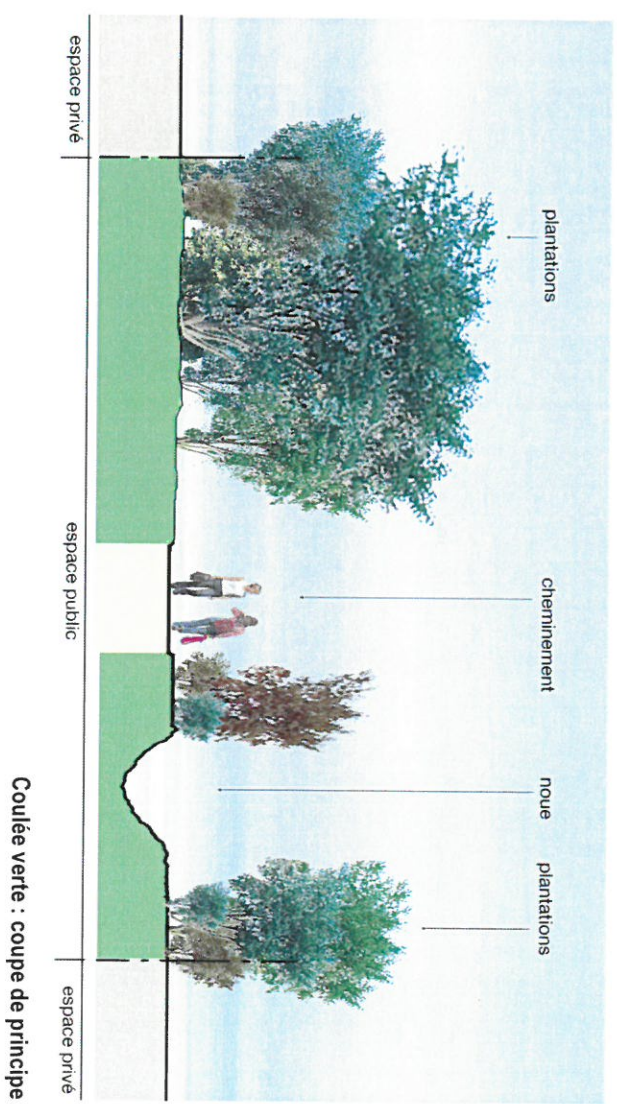 plantations
cheminement
noue
plantations
espace privé
espace public
espace privé
Coulée verte : coupe de principe